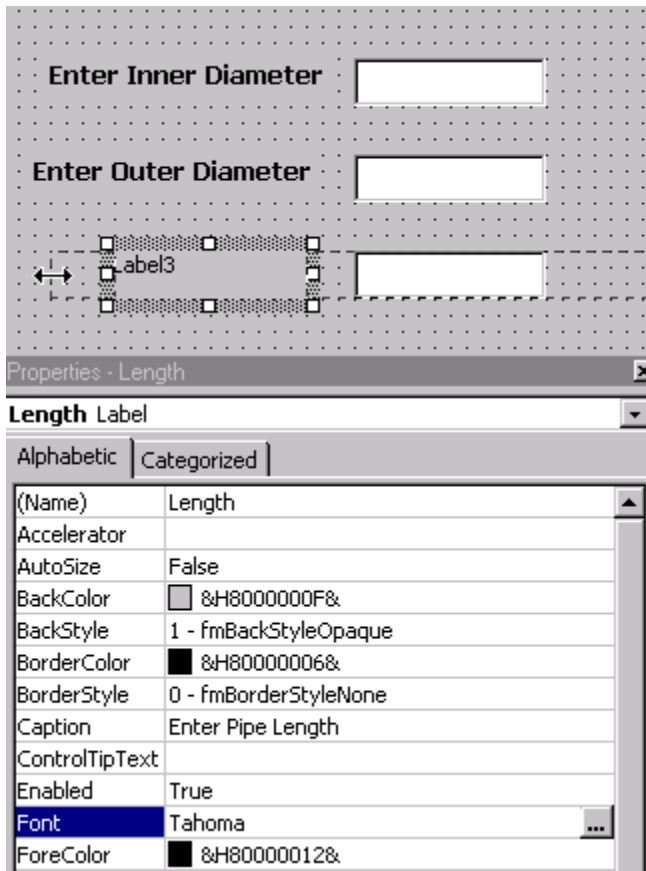 Enter Inner Diameter
Enter Outer Diameter
Label3
Properties - Length
Length Label
Alphabetic Categorized
(Name) Length
Accelerator
AutoSize False
BackColor &H8000000F&
BackStyle 1 - fmBackStyleOpaque
BorderColor &H80000006&
BorderStyle 0 - fmBorderStyleNone
Caption Enter Pipe Length
ControlTipText
Enabled True
Font Tahoma ...
ForeColor &H80000012&